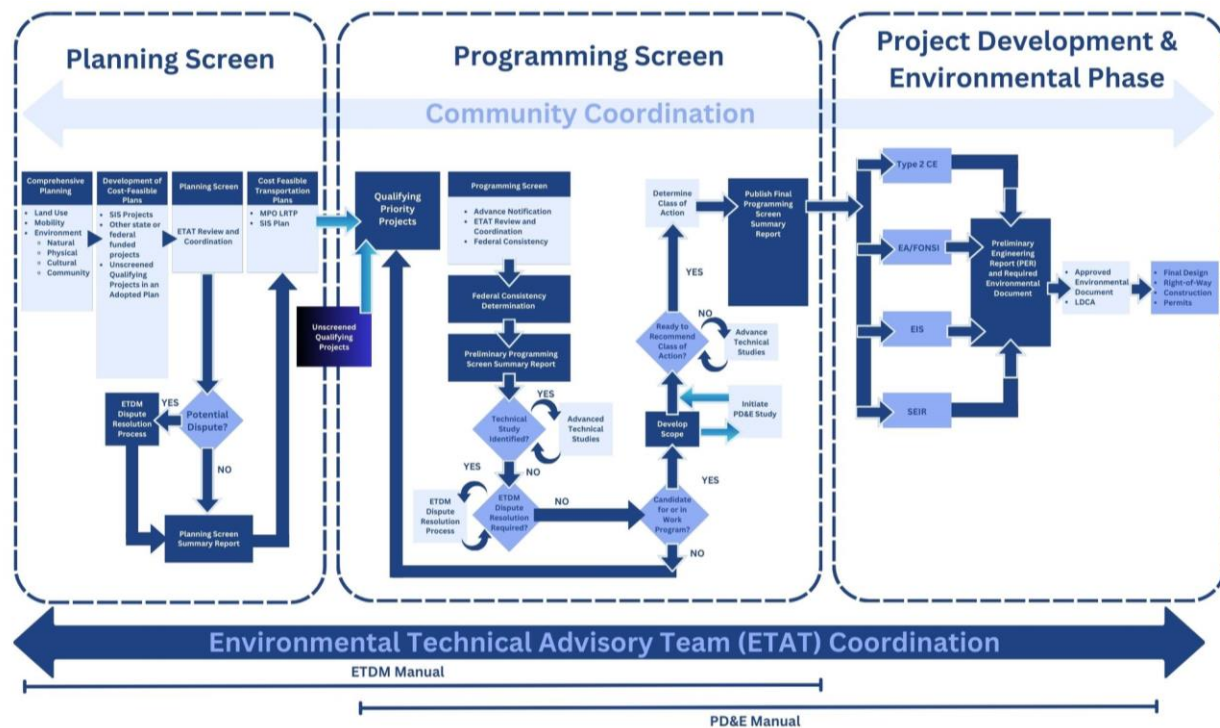 Planning Screen
Programming Screen
Project Development &
Environmental Phase
Community Coordination
Comprehensive
Planning
• Land Use
• Mobility
• Environment
○ Natural
○ Physical
○ Cultural
○ Community
Development of
Cost-Feasible
Plans
• SIS Projects
• Other state or
federal
funded
projects
• Unscreened
Qualifying
Projects in an
Adopted Plan
Planning Screen
ETAT Review and
Coordination
Cost Feasible
Transportation
Plans
• MPO LRTP
• SIS Plan
Unscreened
Qualifying
Projects
ETDM
Dispute
Resolution
Process
YES
Potential
Dispute?
NO
Planning Screen
Summary Report
Qualifying
Priority
Projects
Programming Screen
• Advance Notification
• ETAT Review and
Coordination
• Federal Consistency
Federal Consistency
Determination
Preliminary Programming
Screen Summary Report
YES
Technical
Study
Identified?
Advanced
Technical
Studies
YES
NO
ETDM
Dispute
Resolution
Process
ETDM
Dispute
Resolution
Required?
NO
Candidate
for or in
Work
Program?
NO
YES
Develop
Scope
Initiate
PD&E Study
Ready to
Recommend
Class of
Action?
NO
Advance
Technical
Studies
YES
Determine
Class of
Action
Publish Final
Programming
Screen
Summary
Report
Type 2 CE
EA/FONSI
EIS
SEIR
Preliminary
Engineering
Report (PER)
and Required
Environmental
Document
• Approved
Environmental
Document
• LDCA
• Final Design
• Right-of-Way
• Construction
• Permits
Environmental Technical Advisory Team (ETAT) Coordination
ETDM Manual
PD&E Manual